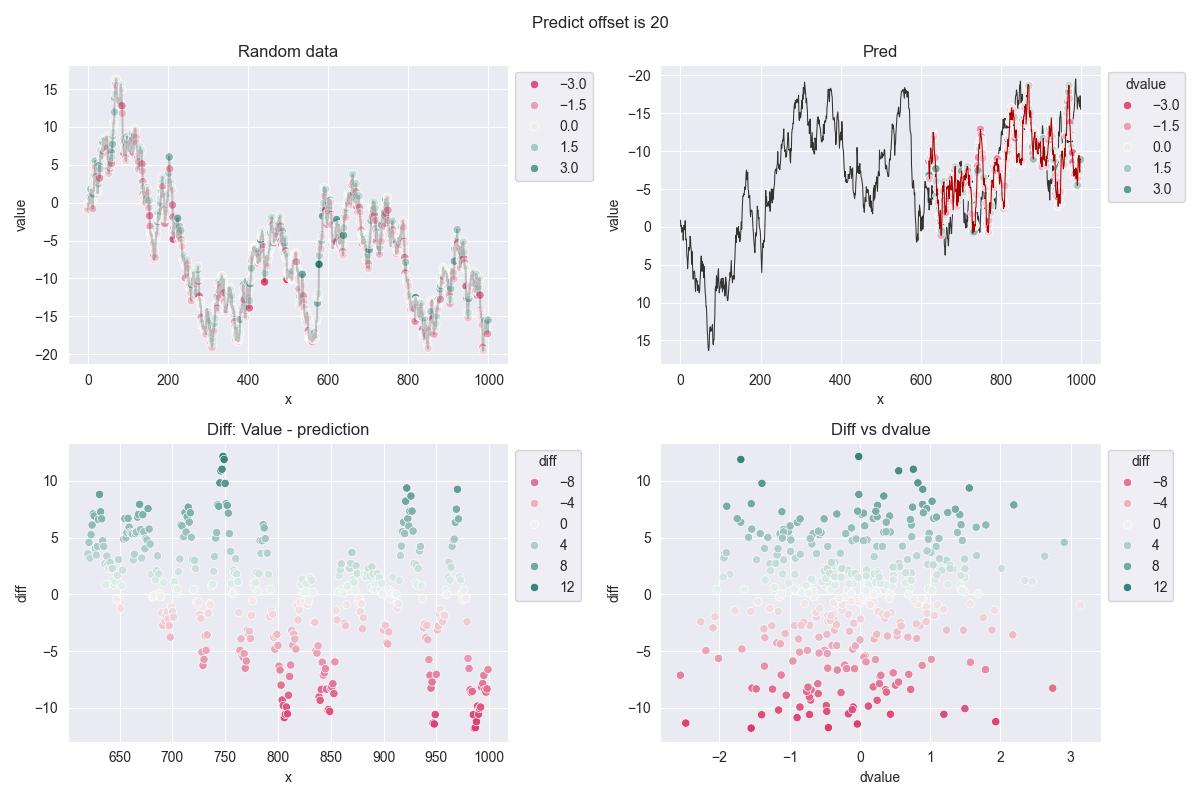 Predict offset is 20
Random data
15
10
5
0
−5
−10
−15
−20
value
0 200 400 600 800 1000
x
−3.0
−1.5
0.0
1.5
3.0
Pred
−20
−15
−10
−5
0
5
10
15
value
0 200 400 600 800 1000
x
dvalue
−3.0
−1.5
0.0
1.5
3.0
Diff: Value - prediction
10
5
0
−5
−10
diff
650 700 750 800 850 900 950 1000
x
diff
−8
−4
0
4
8
12
Diff vs dvalue
10
5
0
−5
−10
diff
−2 −1 0 1 2 3
dvalue
diff
−8
−4
0
4
8
12